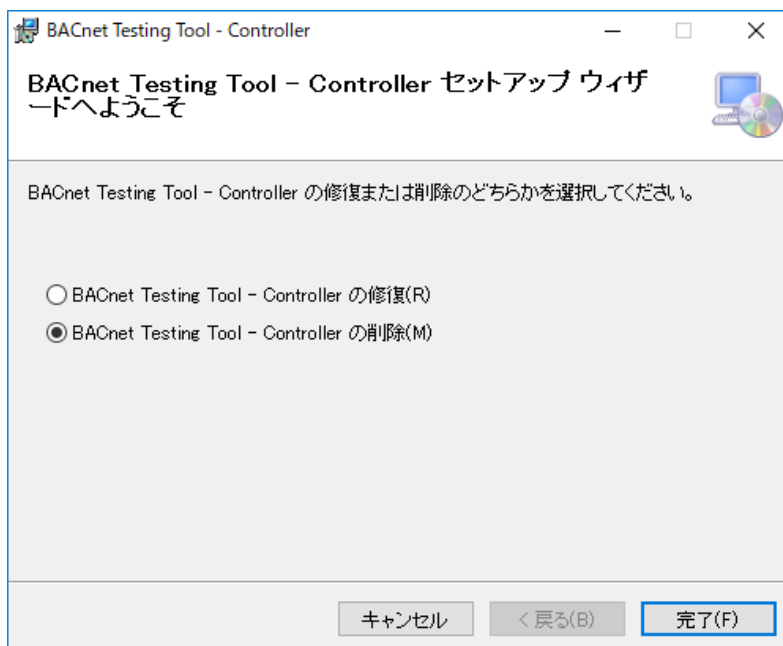 BACnet Testing Tool - Controller
BACnet Testing Tool - Controller セットアップ ウィザ
ードへようこそ
BACnet Testing Tool - Controller の修復または削除のどちらかを選択してください。
BACnet Testing Tool - Controller の修復(R)
BACnet Testing Tool - Controller の削除(M)
キャンセル
< 戻る(B)
完了(F)